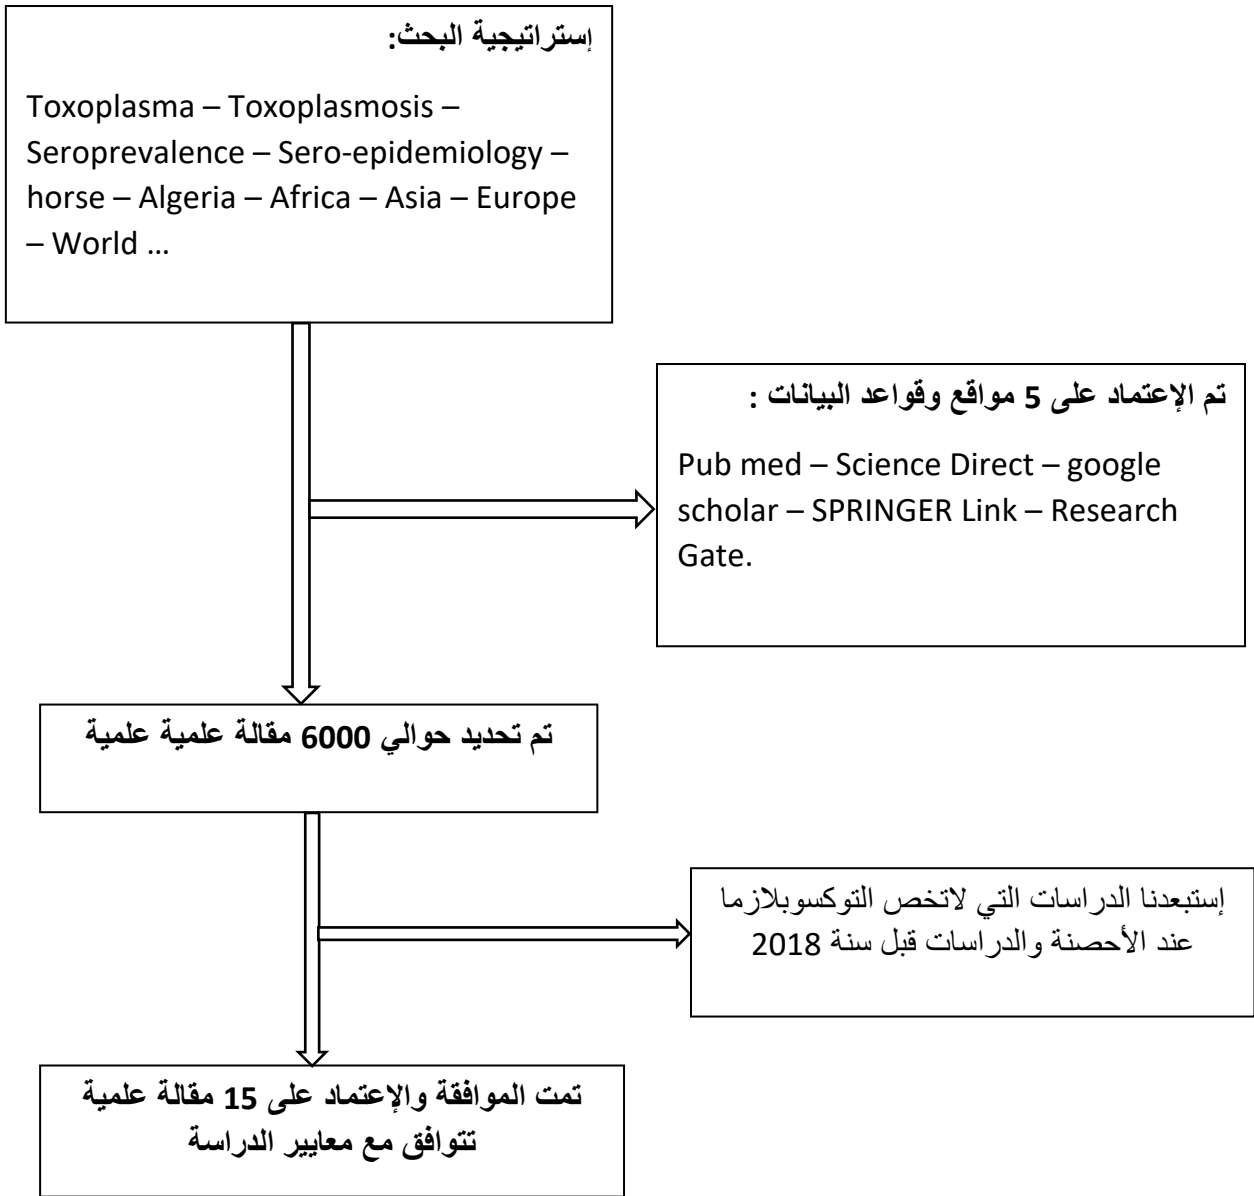 إستراتيجية البحث:
Toxoplasma – Toxoplasmosis –
Seroprevalence – Sero-epidemiology –
horse – Algeria – Africa – Asia – Europe
– World …
تم الإعتماد على 5 مواقع وقواعد البيانات :
Pub med – Science Direct – google
scholar – SPRINGER Link – Research
Gate.
تم تحديد حوالي 6000 مقالة علمية علمية
إستبعدنا الدراسات التي لاتخص التوكسوبلازما
عند الأحصنة والدراسات قبل سنة 2018
تمت الموافقة والإعتماد على 15 مقالة علمية
تتوافق مع معايير الدراسة